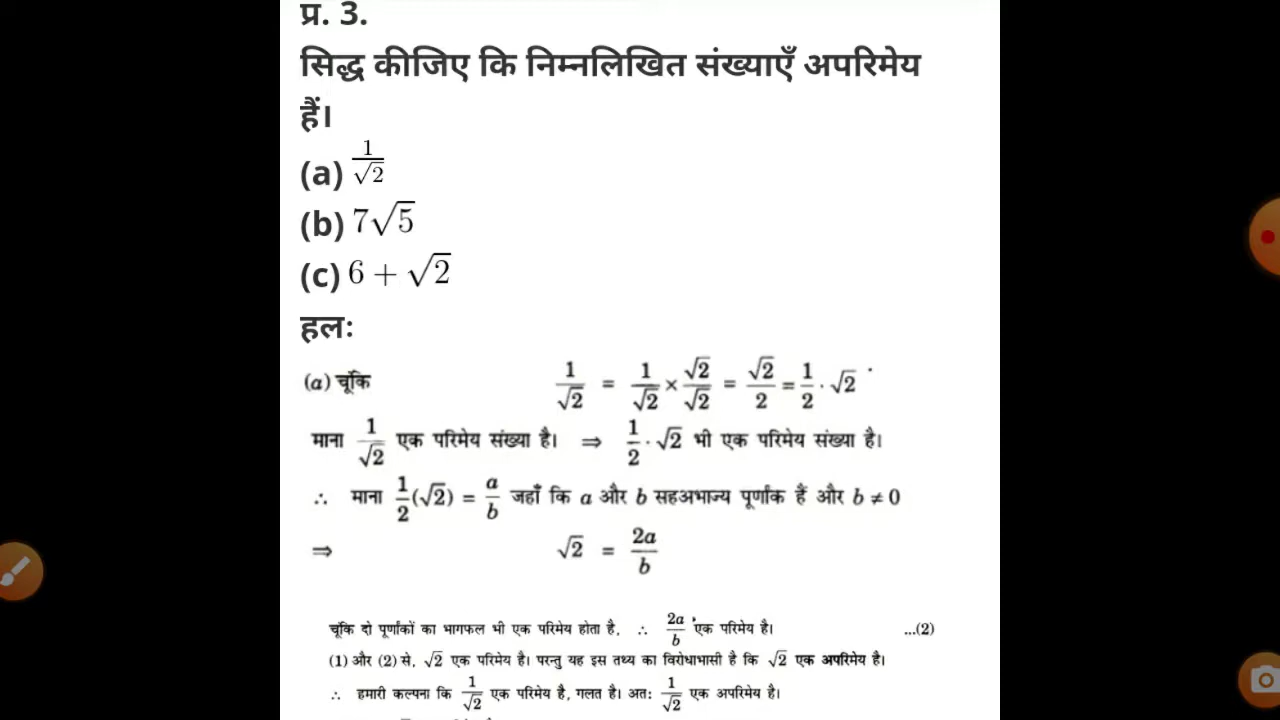 प्र. 3.
सिद्ध कीजिए कि निम्नलिखित संख्याएँ अपरिमेय
हैं।
(a) 1/√2
(b) 7√5
(c) 6 + √2
हलः
(a) चूंकि 1/√2 = 1/√2 × √2/√2 = √2/2 = 1/2 · √2
माना 1/√2 एक परिमेय संख्या है। ⇒ 1/2 · √2 भी एक परिमेय संख्या है।
∴ माना 1/2 (√2) = a/b जहाँ कि a और b सहअभाज्य पूर्णांक हैं और b ≠ 0
⇒ √2 = 2a/b
चूंकि दो पूर्णांकों का भागफल भी एक परिमेय होता है, ∴ 2a/b एक परिमेय है। ...(2)
(1) और (2) से, √2 एक परिमेय है। परन्तु यह इस तथ्य का विरोधाभासी है कि √2 एक अपरिमेय है।
∴ हमारी कल्पना कि 1/√2 एक परिमेय है, गलत है। अतः 1/√2 एक अपरिमेय है।